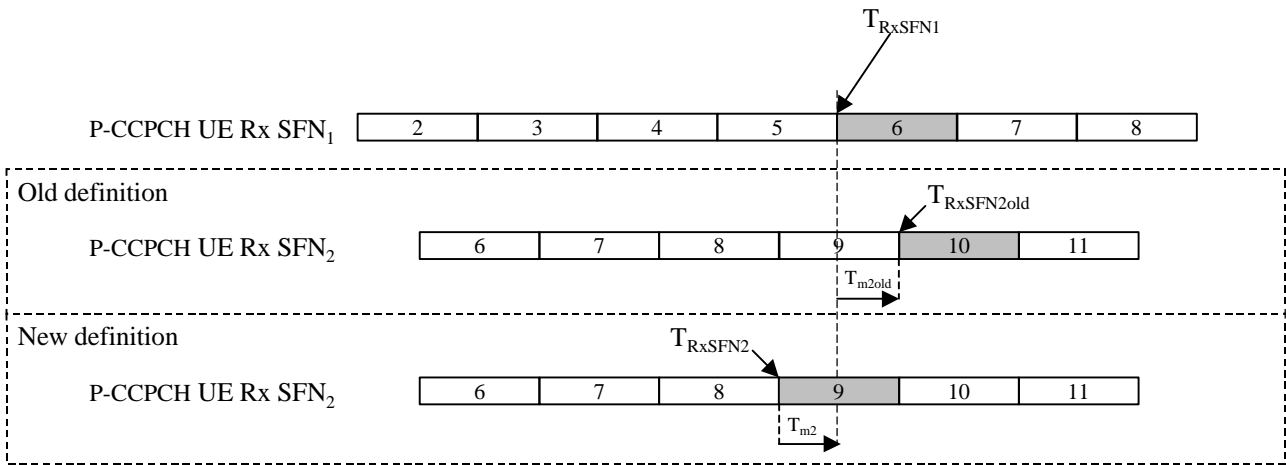 T_RxSFN1
P-CCPCH UE Rx SFN_1 2 3 4 5 6 7 8
Old definition
T_RxSFN2old
P-CCPCH UE Rx SFN_2 6 7 8 9 10 11
T_m2old
New definition
T_RxSFN2
P-CCPCH UE Rx SFN_2 6 7 8 9 10 11
T_m2